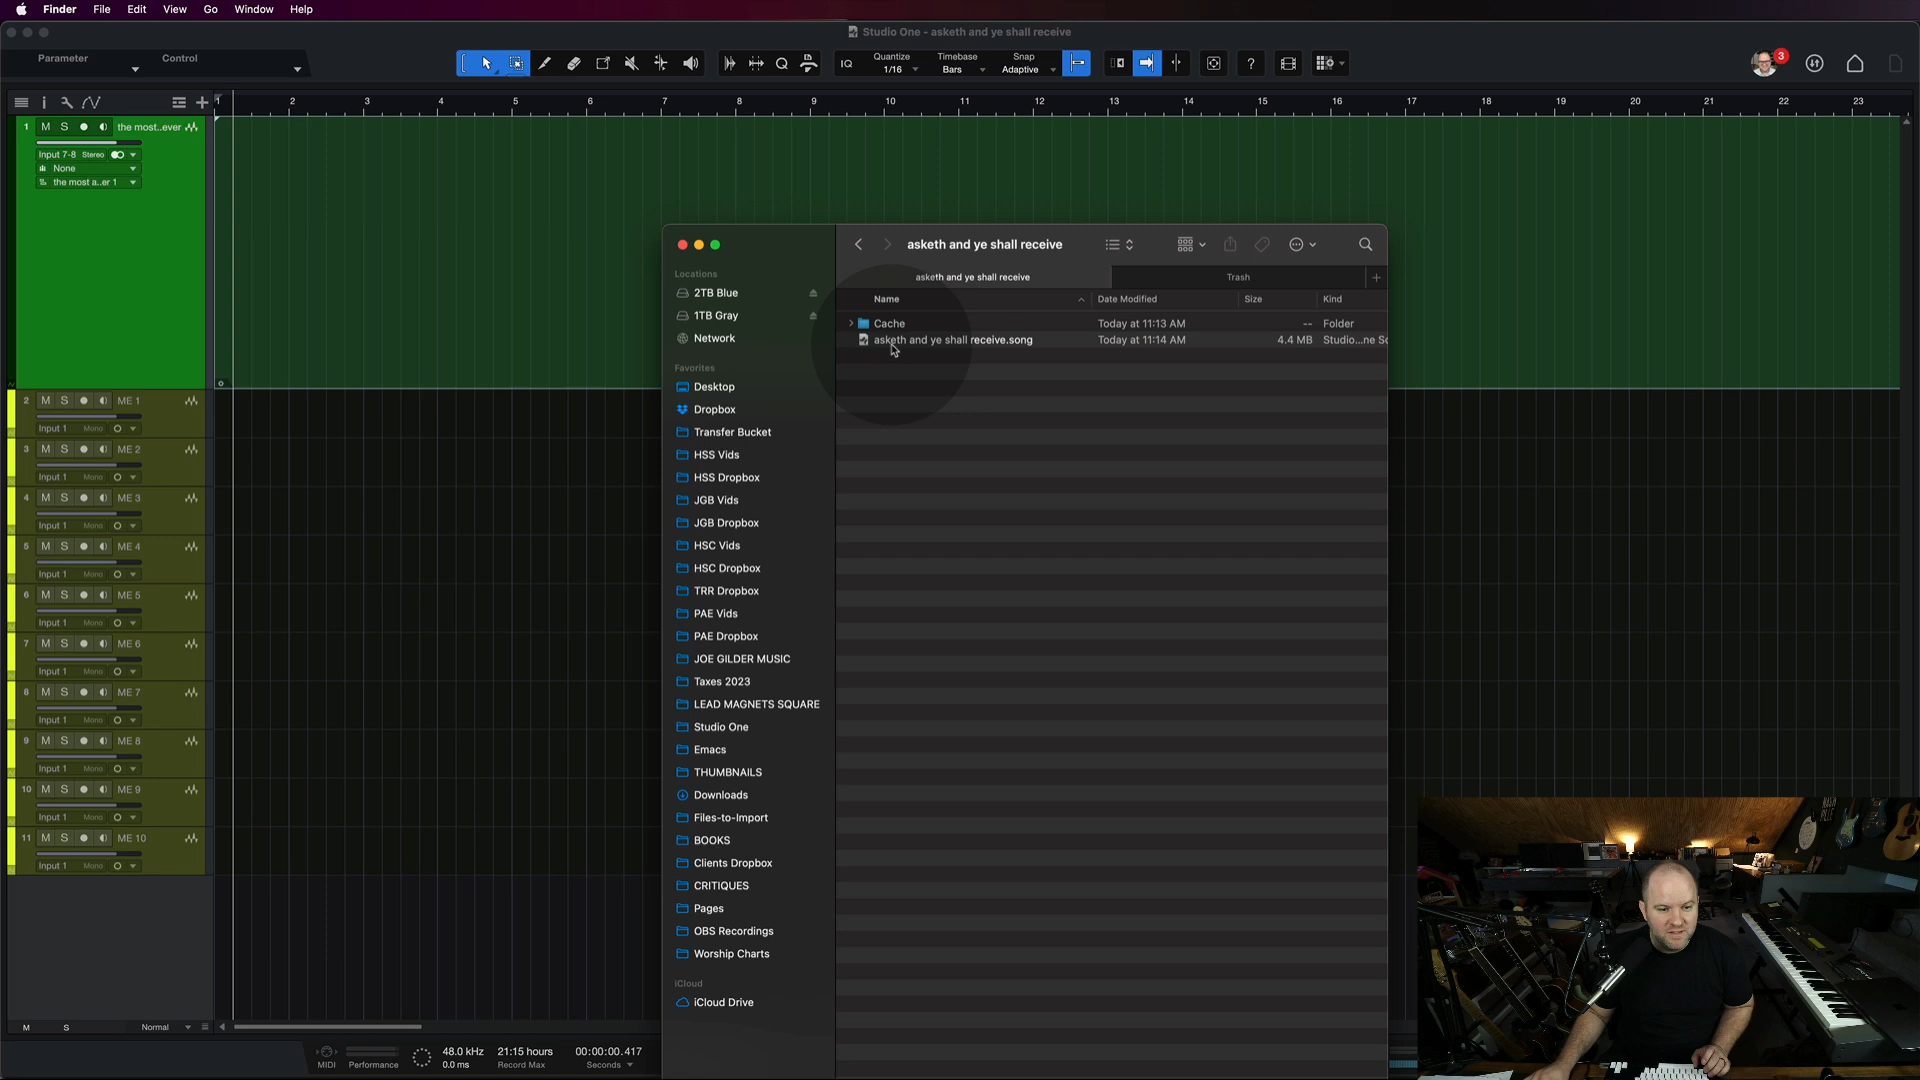 Finder File Edit View Go Window Help
Studio One - asketh and ye shall receive
Parameter Control
Quantize 1/16 Timebase Bars Snap Adaptive
IQ
?
3
1 2 3 4 5 6 7 8 9 10 11 12 13 14 15 16 17 18 19 20 21 22 23
1 M S the most..ever
Input 7-8 Stereo
None
the most a..er 1
2 M S ME 1
Input 1 Mono
3 M S ME 2
Input 1 Mono
4 M S ME 3
Input 1 Mono
5 M S ME 4
Input 1 Mono
6 M S ME 5
Input 1 Mono
7 M S ME 6
Input 1 Mono
8 M S ME 7
Input 1 Mono
9 M S ME 8
Input 1 Mono
10 M S ME 9
Input 1 Mono
11 M S ME 10
Input 1 Mono
M S Normal
MIDI Performance
48.0 kHz 21:15 hours 00:00:00.417
0.0 ms Record Max Seconds
Locations
2TB Blue
1TB Gray
Network
Favorites
Desktop
Dropbox
Transfer Bucket
HSS Vids
HSS Dropbox
JGB Vids
JGB Dropbox
HSC Vids
HSC Dropbox
TRR Dropbox
PAE Vids
PAE Dropbox
JOE GILDER MUSIC
Taxes 2023
LEAD MAGNETS SQUARE
Studio One
Emacs
THUMBNAILS
Downloads
Files-to-Import
BOOKS
Clients Dropbox
CRITIQUES
Pages
OBS Recordings
Worship Charts
iCloud
iCloud Drive
asketh and ye shall receive
asketh and ye shall receive Trash
Name Date Modified Size Kind
Cache Today at 11:13 AM -- Folder
asketh and ye shall receive.song Today at 11:14 AM 4.4 MB Studio...ne So